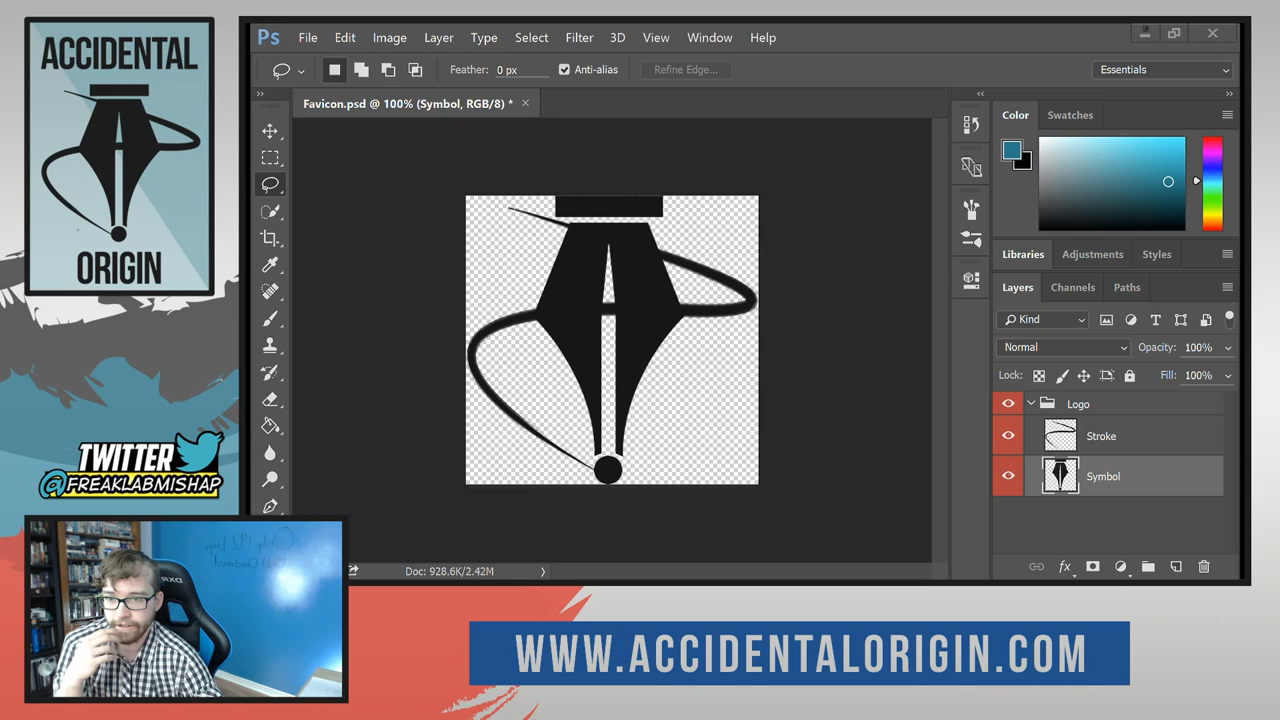 ACCIDENTAL
ORIGIN
TWITTER
@FREAKLABMISHAP
Ps File Edit Image Layer Type Select Filter 3D View Window Help
Feather: 0 px Anti-alias Refine Edge... Essentials
Favicon.psd @ 100% (Symbol, RGB/8) * ×
Color Swatches
Libraries Adjustments Styles
Layers Channels Paths
Kind
Normal Opacity: 100%
Lock: Fill: 100%
Logo
Stroke
Symbol
fx
Doc: 928.6K/2.42M
WWW.ACCIDENTALORIGIN.COM